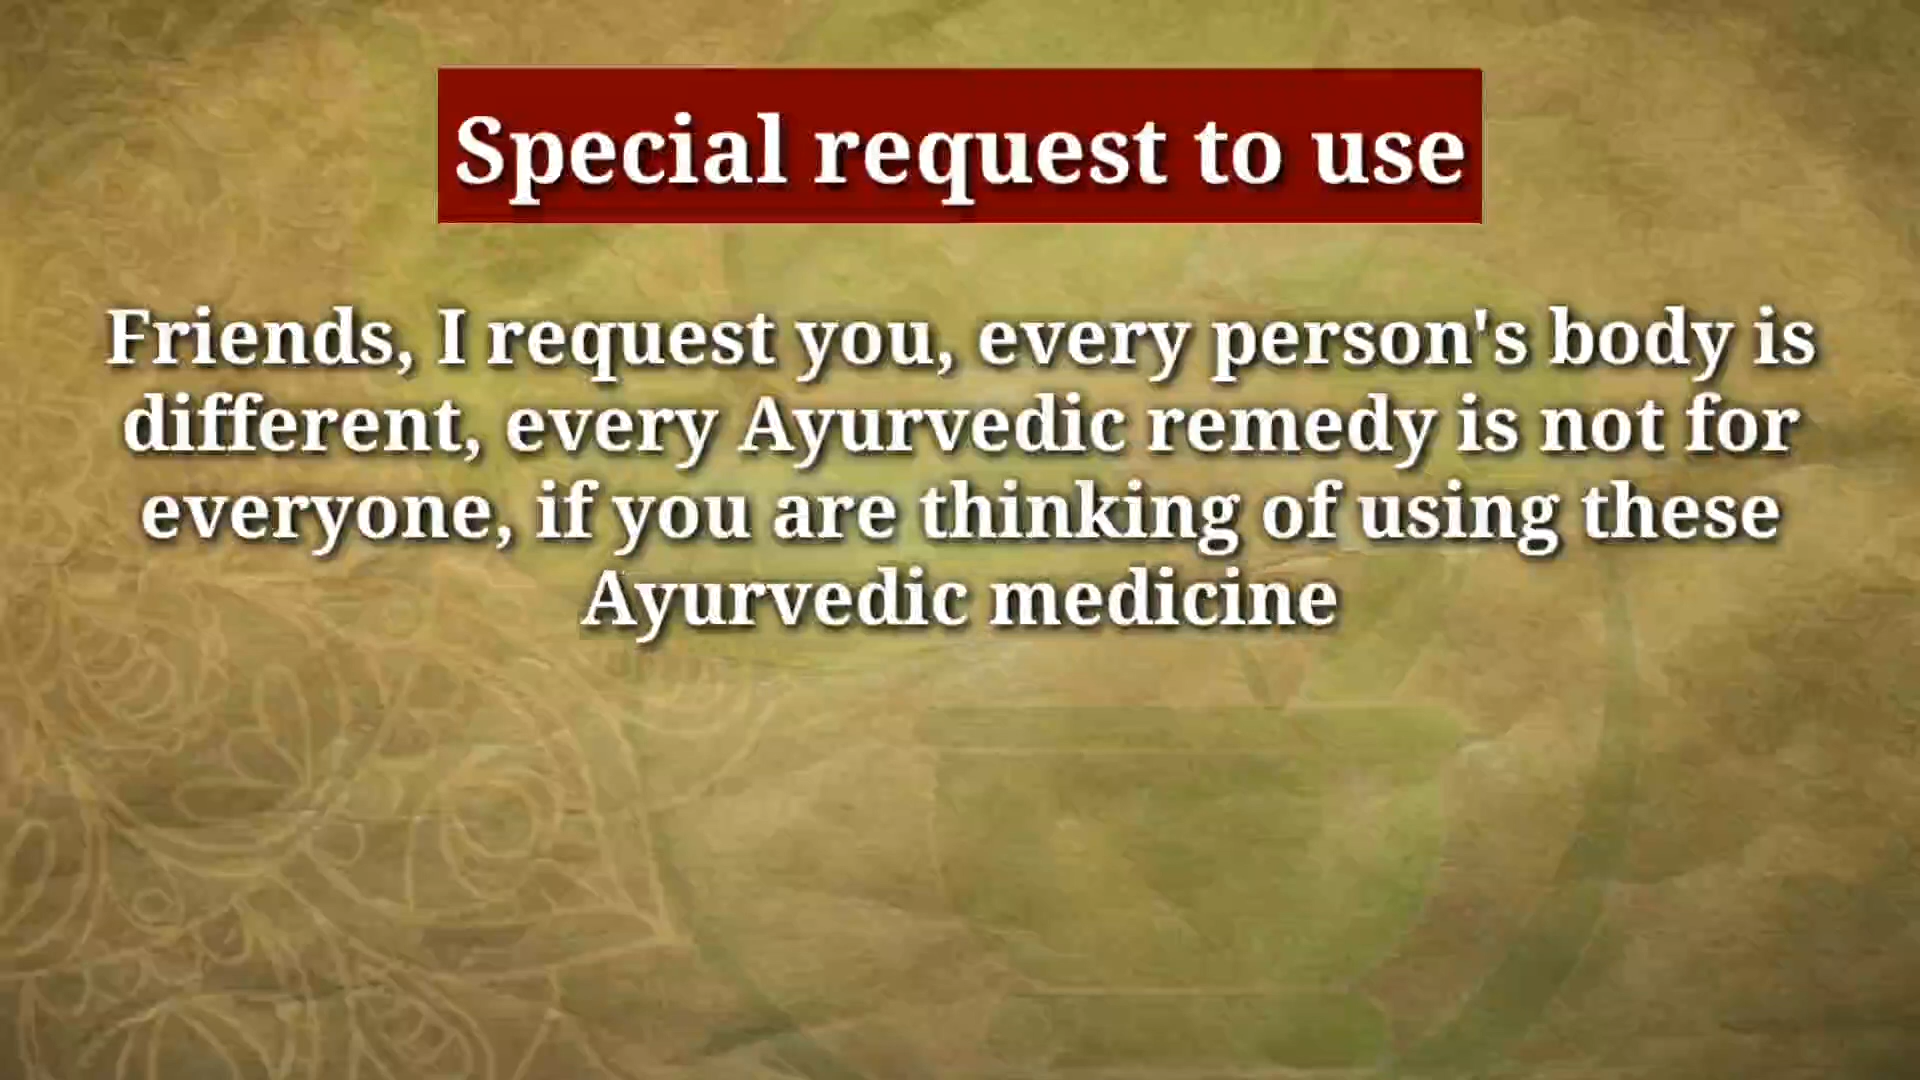 Special request to use
Friends, I request you, every person's body is
different, every Ayurvedic remedy is not for
everyone, if you are thinking of using these
Ayurvedic medicine